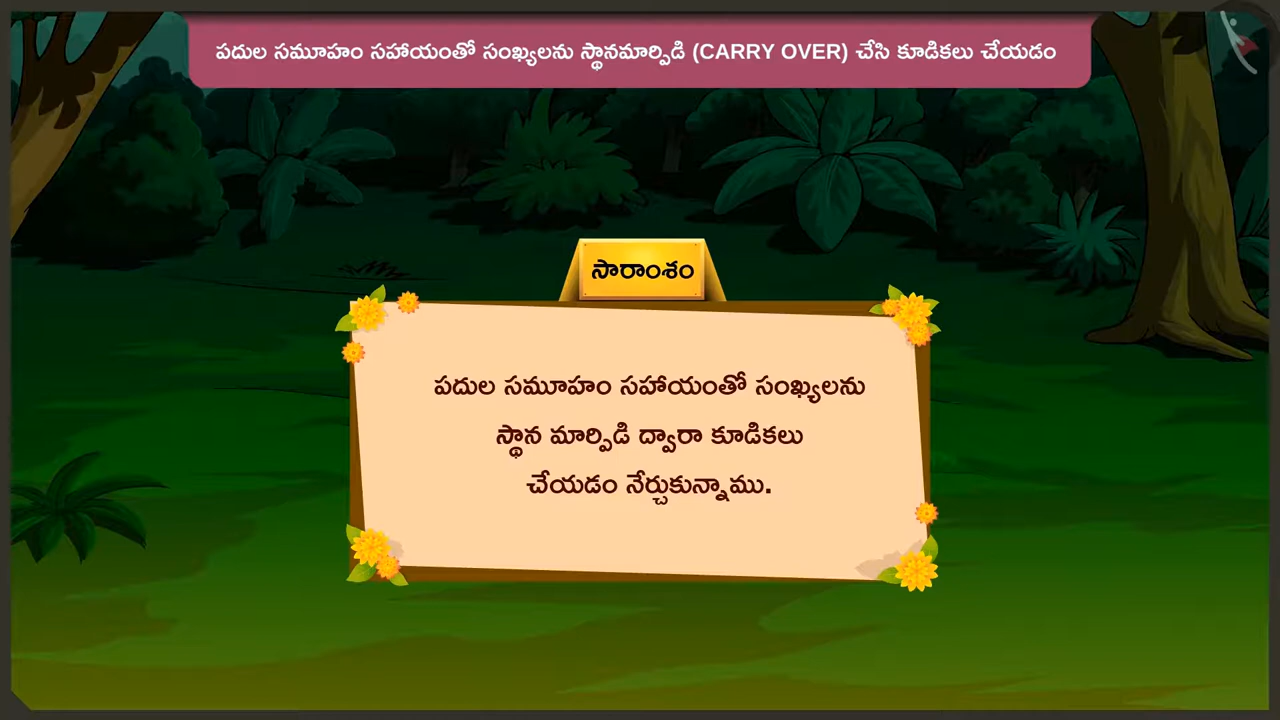 పదుల సమూహం సహాయంతో సంఖ్యలను స్థానమార్పిడి (CARRY OVER) చేసి కూడికలు చేయడం
సారాంశం
పదుల సమూహం సహాయంతో సంఖ్యలను
స్థాన మార్పిడి ద్వారా కూడికలు
చేయడం నేర్చుకున్నాము.